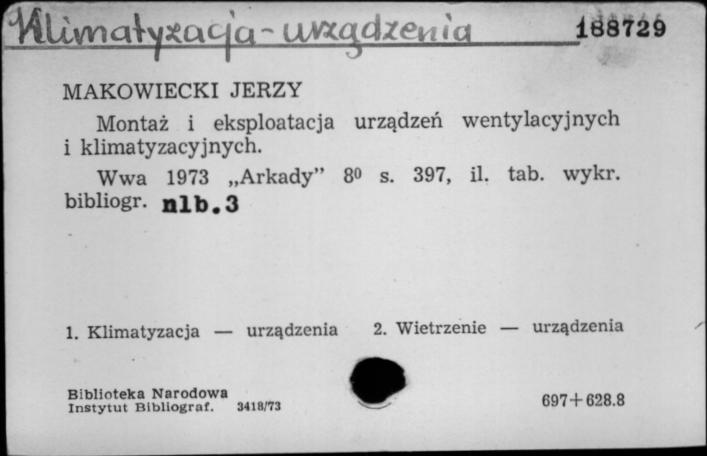 Klimatyzacja - urządzenia
188729
MAKOWIECKI JERZY
Montaż i eksploatacja urządzeń wentylacyjnych
i klimatyzacyjnych.
Wwa 1973 „Arkady” 8⁰ s. 397, il. tab. wykr.
bibliogr. nlb.3
1. Klimatyzacja — urządzenia 2. Wietrzenie — urządzenia
Biblioteka Narodowa
Instytut Bibliograf. 3418/73
697+628.8